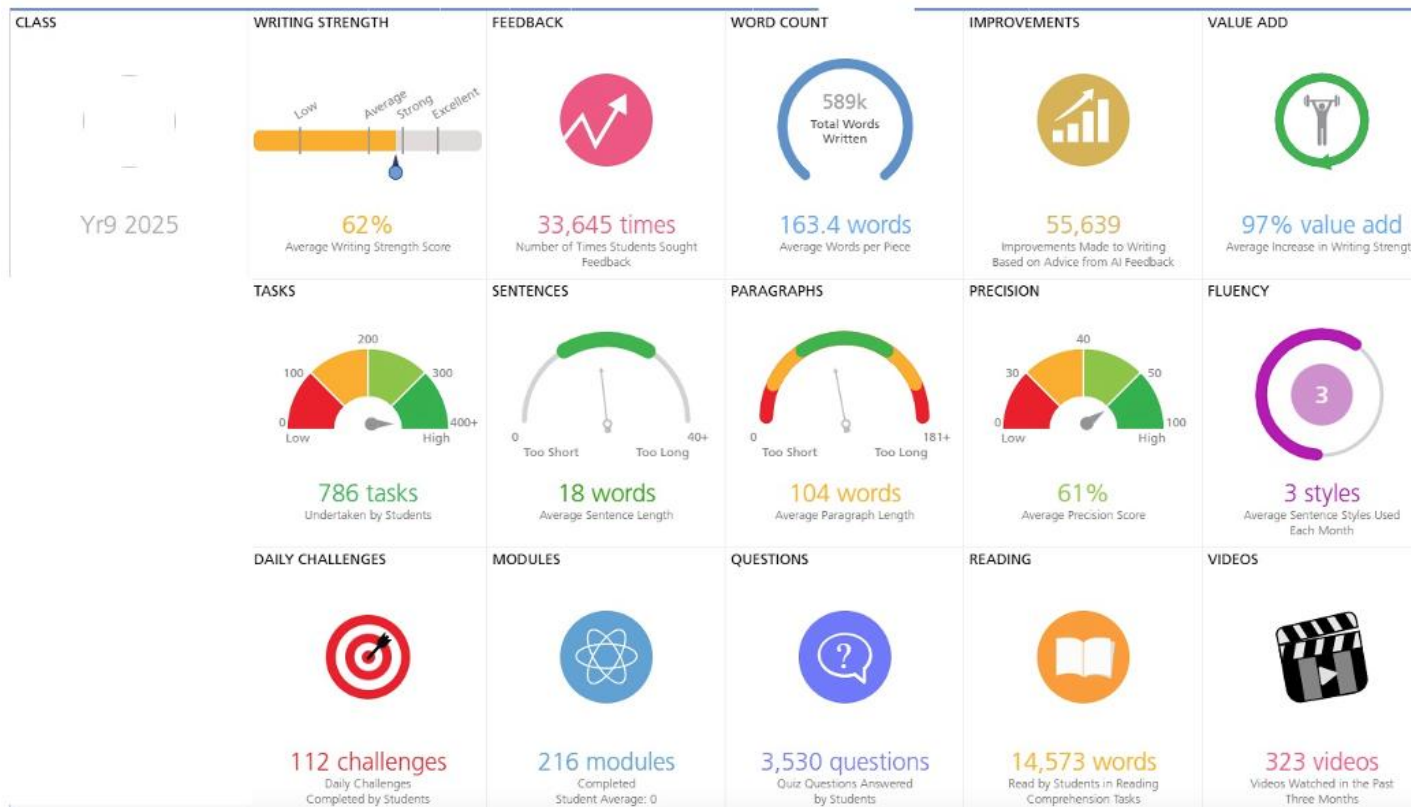 CLASS
Yr9 2025
WRITING STRENGTH
Low
Average
Strong
Excellent
62%
Average Writing Strength Score
FEEDBACK
33,645 times
Number of Times Students Sought
Feedback
WORD COUNT
589k
Total Words
Written
163.4 words
Average Words per Piece
IMPROVEMENTS
55,639
Improvements Made to Writing
Based on Advice from AI Feedback
VALUE ADD
97% value add
Average Increase in Writing Strengt
TASKS
0
100
200
300
400+
Low
High
786 tasks
Undertaken by Students
SENTENCES
0
40+
Too Short
Too Long
18 words
Average Sentence Length
PARAGRAPHS
0
181+
Too Short
Too Long
104 words
Average Paragraph Length
PRECISION
0
30
40
50
100
Low
High
61%
Average Precision Score
FLUENCY
3
3 styles
Average Sentence Styles Used
Each Month
DAILY CHALLENGES
112 challenges
Daily Challenges
Completed by Students
MODULES
216 modules
Completed
Student Average: 0
QUESTIONS
?
3,530 questions
Quiz Questions Answered
by Students
READING
14,573 words
Read by Students in Reading
Comprehension Tasks
VIDEOS
323 videos
Videos Watched in the Past
Three Months